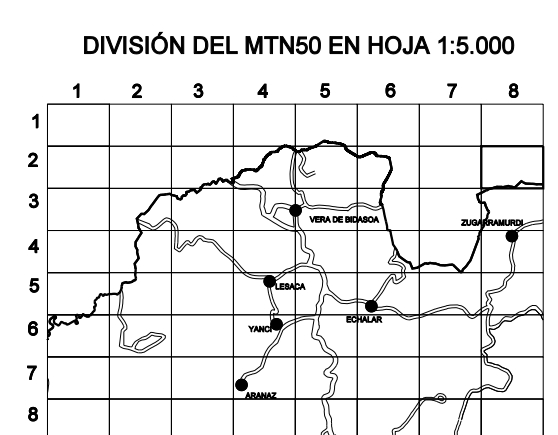 DIVISIÓN DEL MTN50 EN HOJA 1:5.000
1 2 3 4 5 6 7 8
1
2
3
VERA DE BIDASOA
ZUGARRAMURDI
4
5
LESACA
ECHALAR
6
YANCI
7
ARANAZ
8